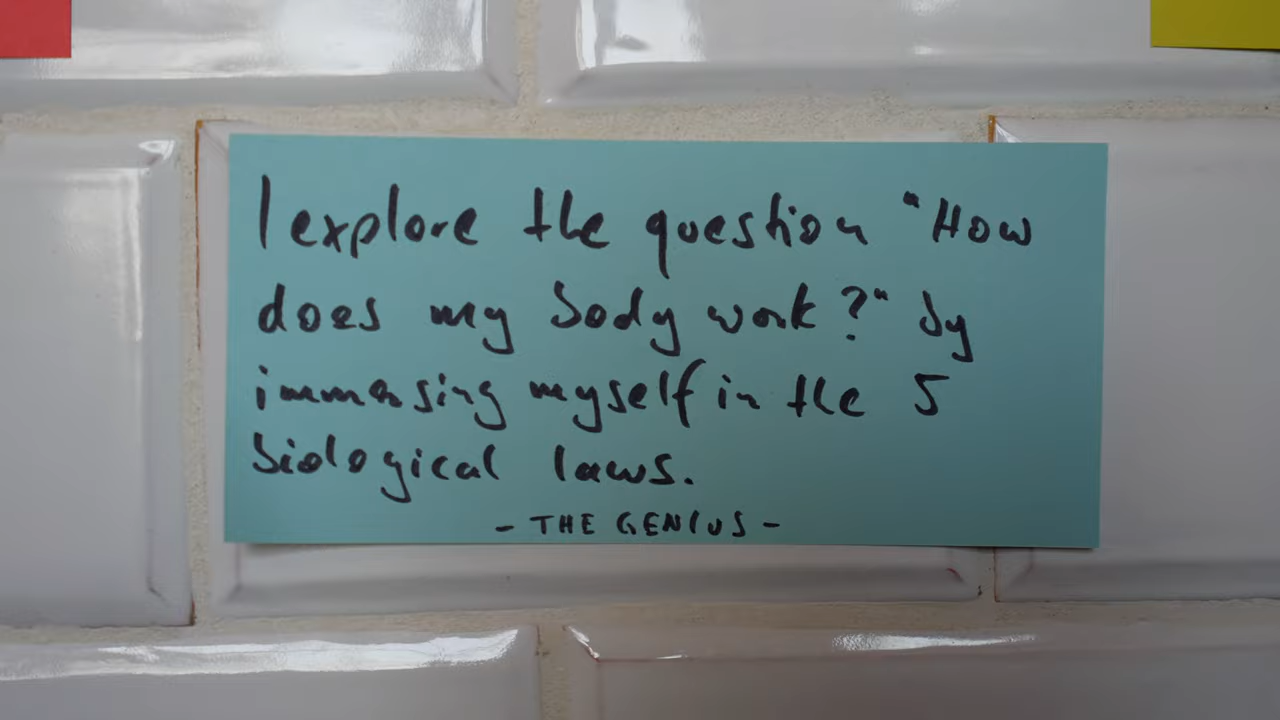 I explore the question "How
does my body work?" by
immersing myself in the 5
biological laws.
- THE GENIUS -